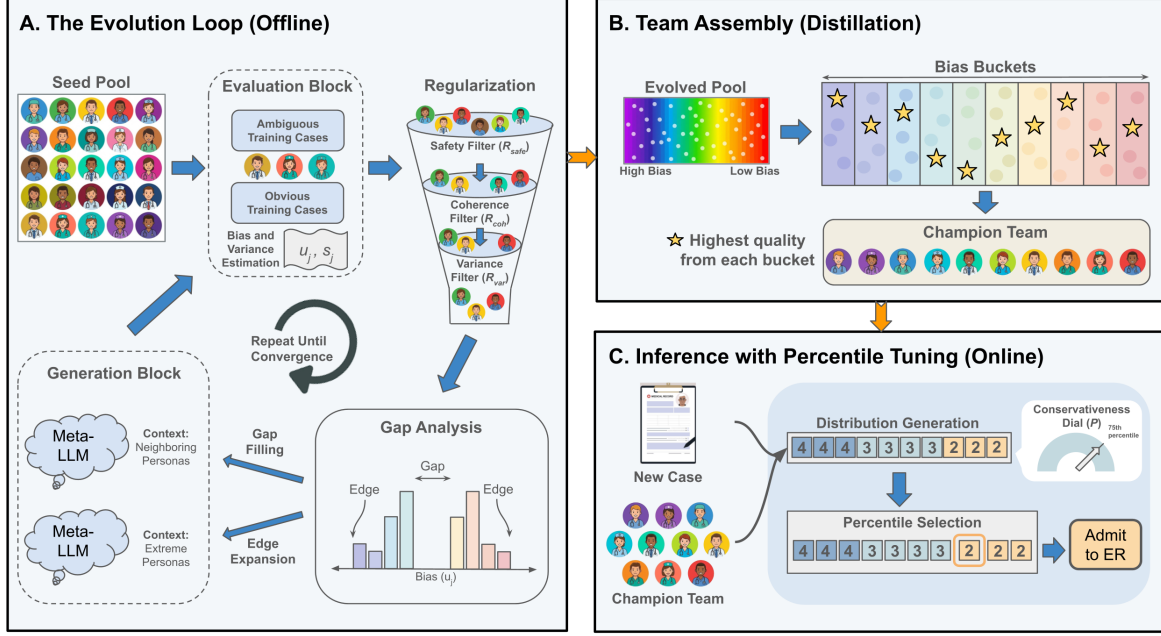 A. The Evolution Loop (Offline)
Seed Pool
Evaluation Block
Ambiguous
Training Cases
Obvious
Training Cases
Bias and
Variance
Estimation
u_j, s_j
Regularization
Safety Filter (R_safe)
Coherence
Filter (R_coh)
Variance
Filter (R_var)
Repeat Until
Convergence
Generation Block
Meta-
LLM
Context:
Neighboring
Personas
Meta-
LLM
Context:
Extreme
Personas
Gap
Filling
Edge
Expansion
Gap Analysis
Gap
Edge
Edge
Bias (u_j)
B. Team Assembly (Distillation)
Evolved Pool
High Bias
Low Bias
Bias Buckets
Highest quality
from each bucket
Champion Team
C. Inference with Percentile Tuning (Online)
New Case
Champion Team
Distribution Generation
4 4 4 3 3 3 3 2 2 2
Conservativeness
Dial (P)
75th
percentile
Percentile Selection
4 4 4 3 3 3 3 2 2 2
Admit
to ER